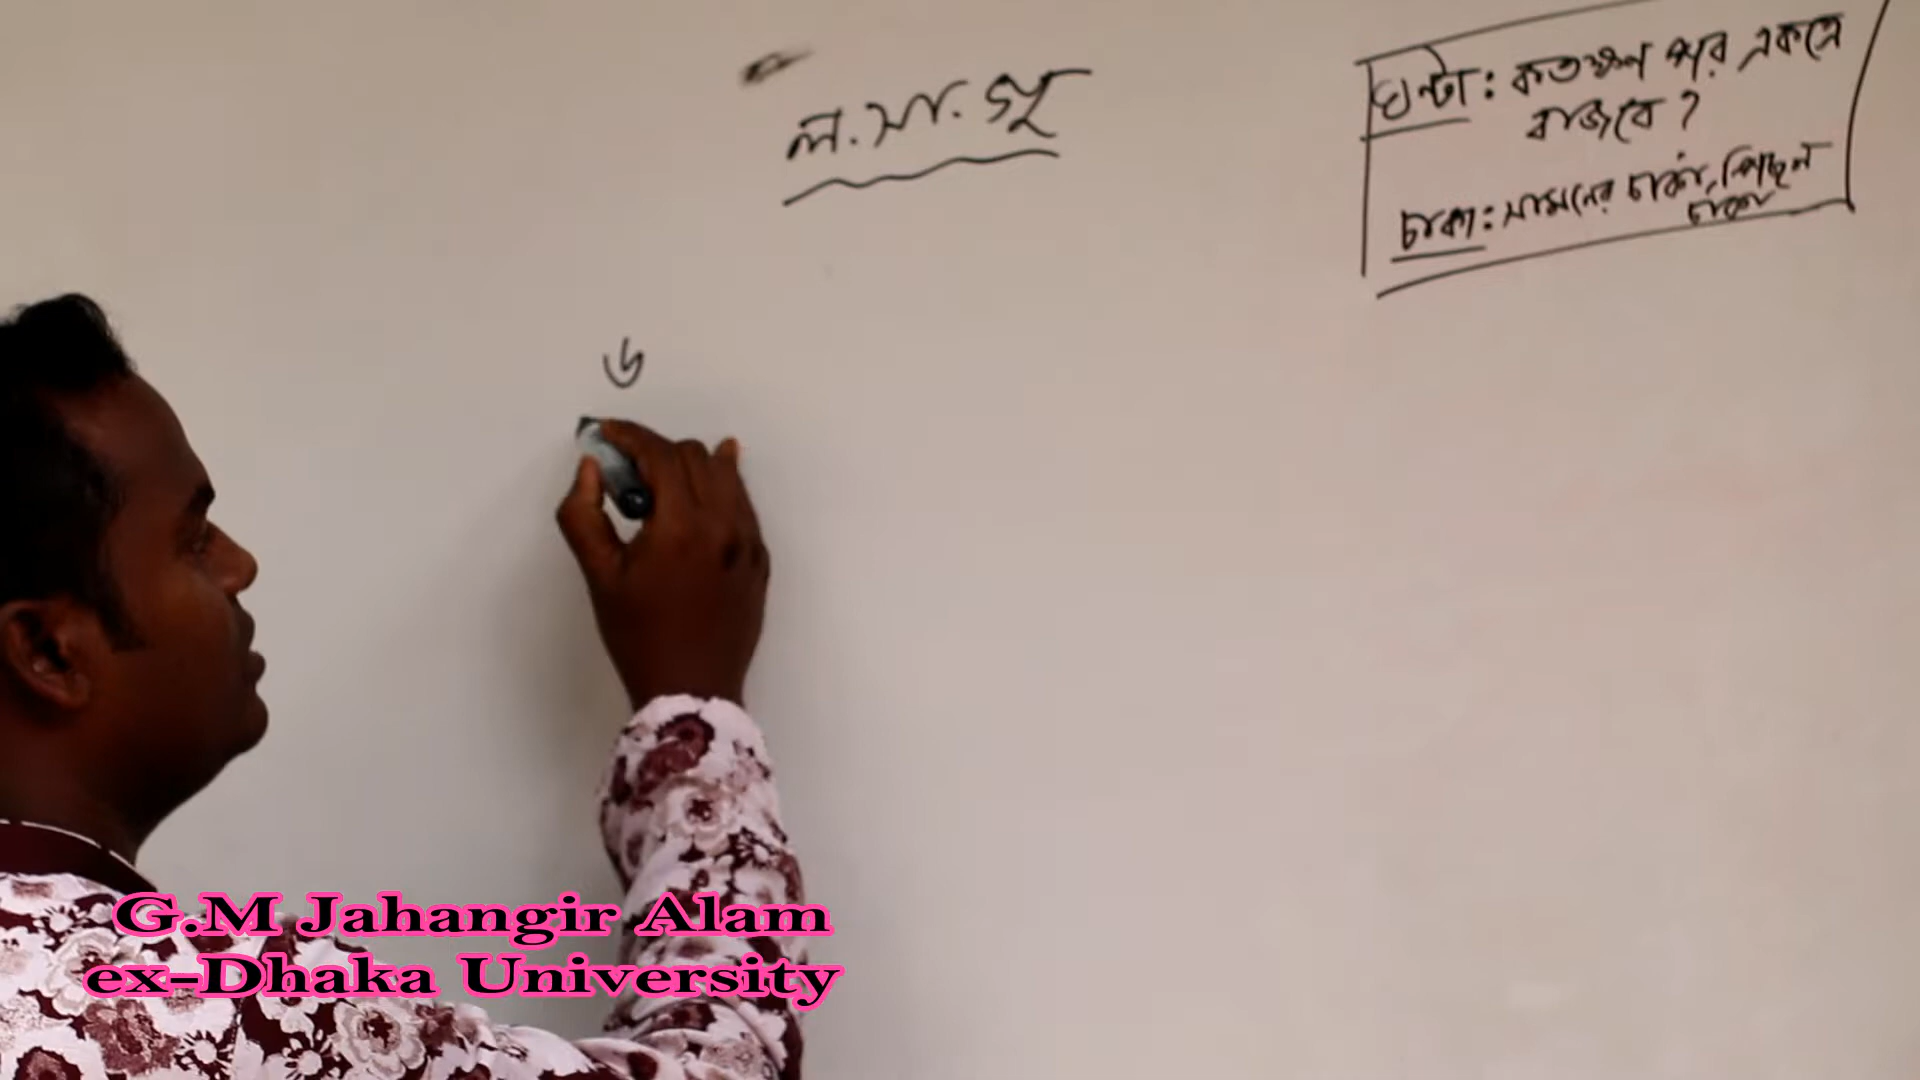 ল.সা.গু
ঘন্টা: কতক্ষণ পর একত্রে
বাজবে?
চাকা: সামনের চাকা, পিছনে
চাকা
৬
G.M Jahangir Alam
ex-Dhaka University